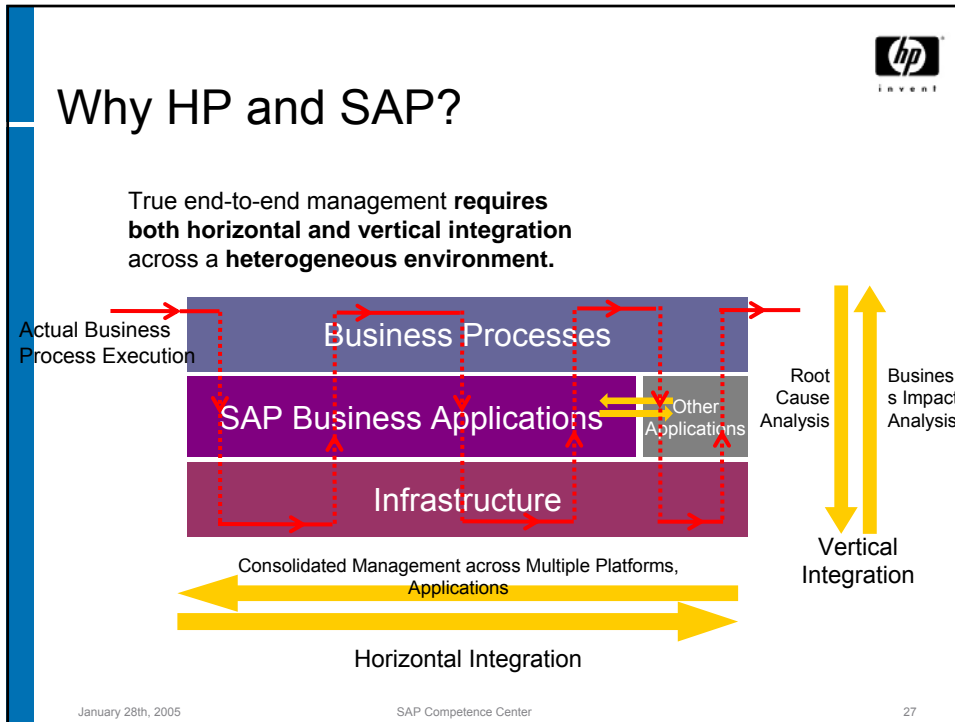 hp
invent
Why HP and SAP?
True end-to-end management requires
both horizontal and vertical integration
across a heterogeneous environment.
Actual Business
Process Execution
Business Processes
SAP Business Applications
Other
Applications
Infrastructure
Root
Cause
Analysis
Busines
s Impact
Analysis
Vertical
Integration
Consolidated Management across Multiple Platforms,
Applications
Horizontal Integration
January 28th, 2005
SAP Competence Center
27